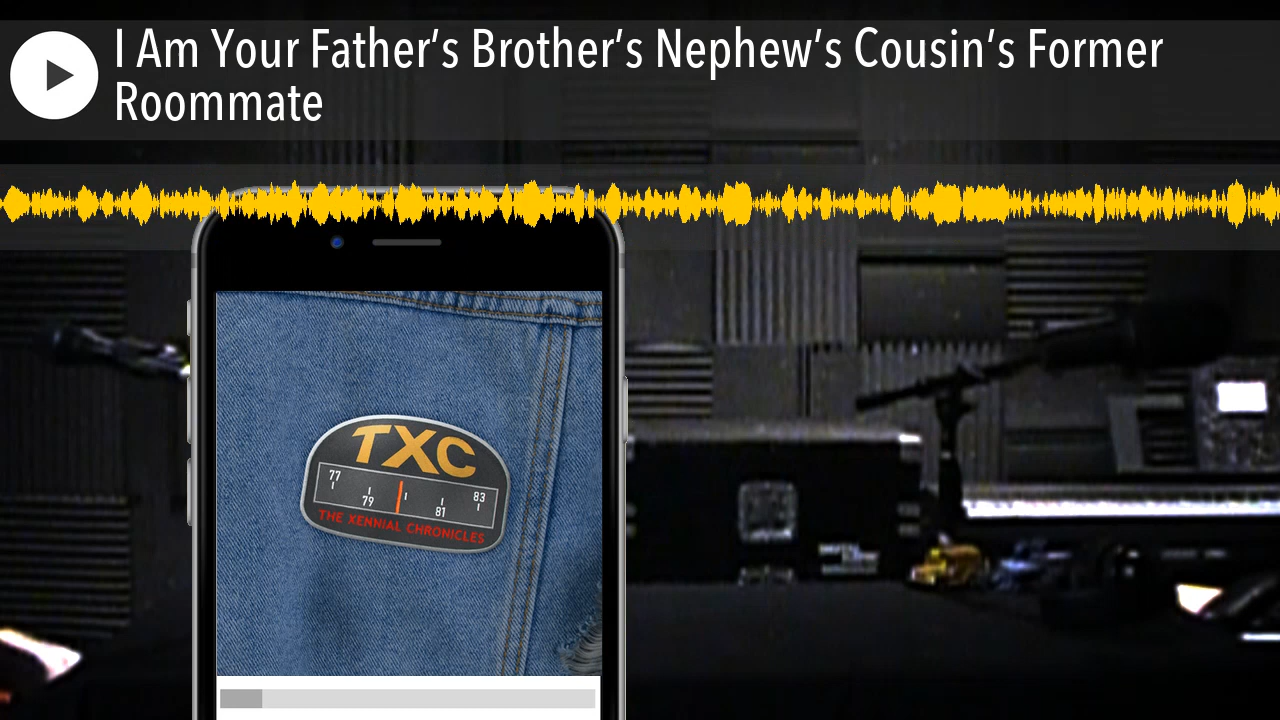 I Am Your Father's Brother's Nephew's Cousin's Former
Roommate
TXC
77
79
81
83
THE XENNIAL CHRONICLES